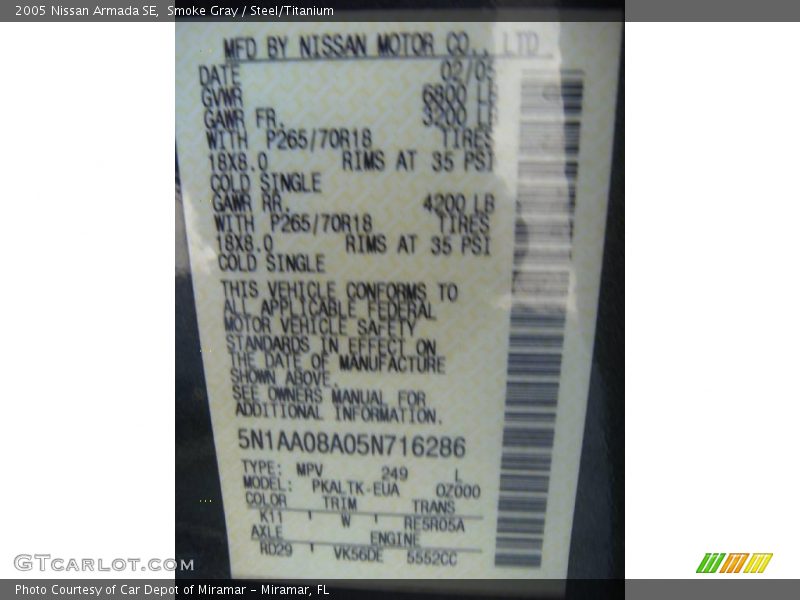 2005 Nissan Armada SE, Smoke Gray / Steel/Titanium
MFD BY NISSAN MOTOR CO., LTD
DATE 02/05
GVWR 6800 LB
GAWR FR. 3200 LB
WITH P265/70R18 TIRES
18X8.0 RIMS AT 35 PSI
COLD SINGLE
GAWR RR. 4200 LB
WITH P265/70R18 TIRES
18X8.0 RIMS AT 35 PSI
COLD SINGLE
THIS VEHICLE CONFORMS TO
ALL APPLICABLE FEDERAL
MOTOR VEHICLE SAFETY
STANDARDS IN EFFECT ON
THE DATE OF MANUFACTURE
SHOWN ABOVE.
SEE OWNERS MANUAL FOR
ADDITIONAL INFORMATION.
5N1AA08A05N716286
TYPE: MPV 249 L
MODEL: PKALTK-EUA 0Z000
COLOR TRIM TRANS
K11 W RE5R05A
AXLE ENGINE
RD29 VK56DE 5552CC
GTCarLot.com
Photo Courtesy of Car Depot of Miramar - Miramar, FL